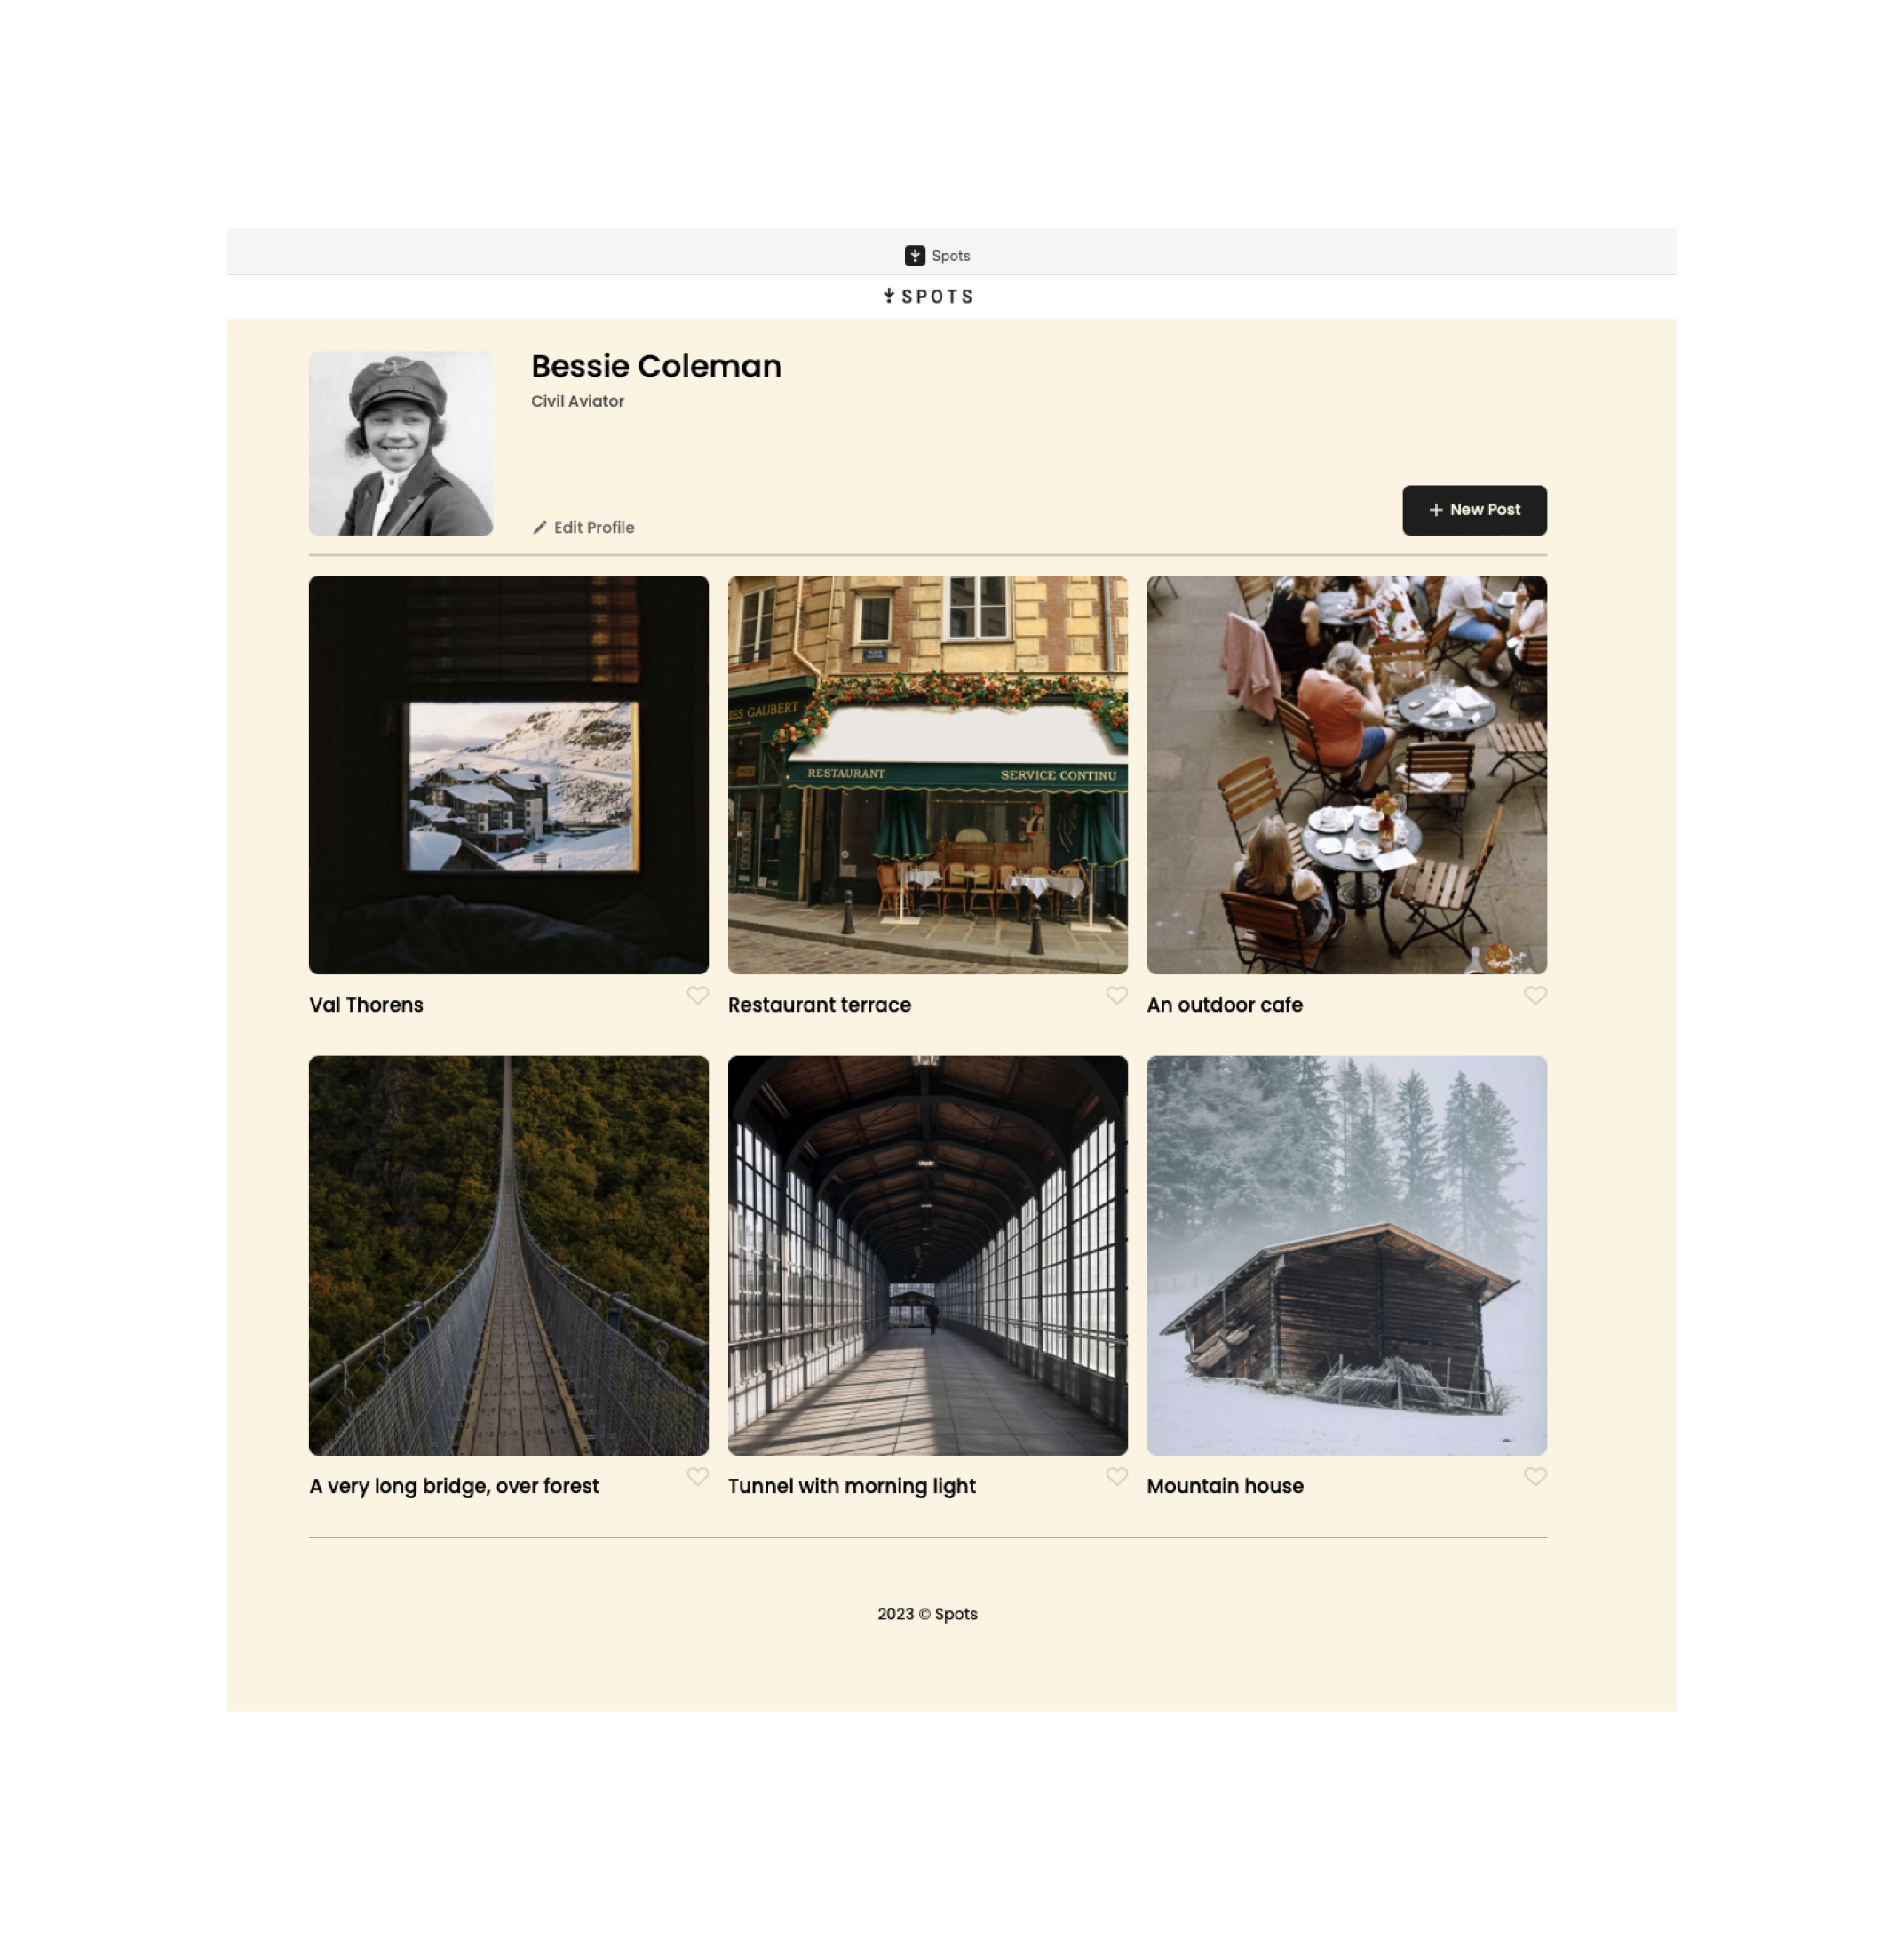 Spots
SPOTS
Bessie Coleman
Civil Aviator
Edit Profile
+ New Post
IES GAUBERT
RESTAURANT
SERVICE CONTINU
Val Thorens
Restaurant terrace
An outdoor cafe
A very long bridge, over forest
Tunnel with morning light
Mountain house
2023 © Spots